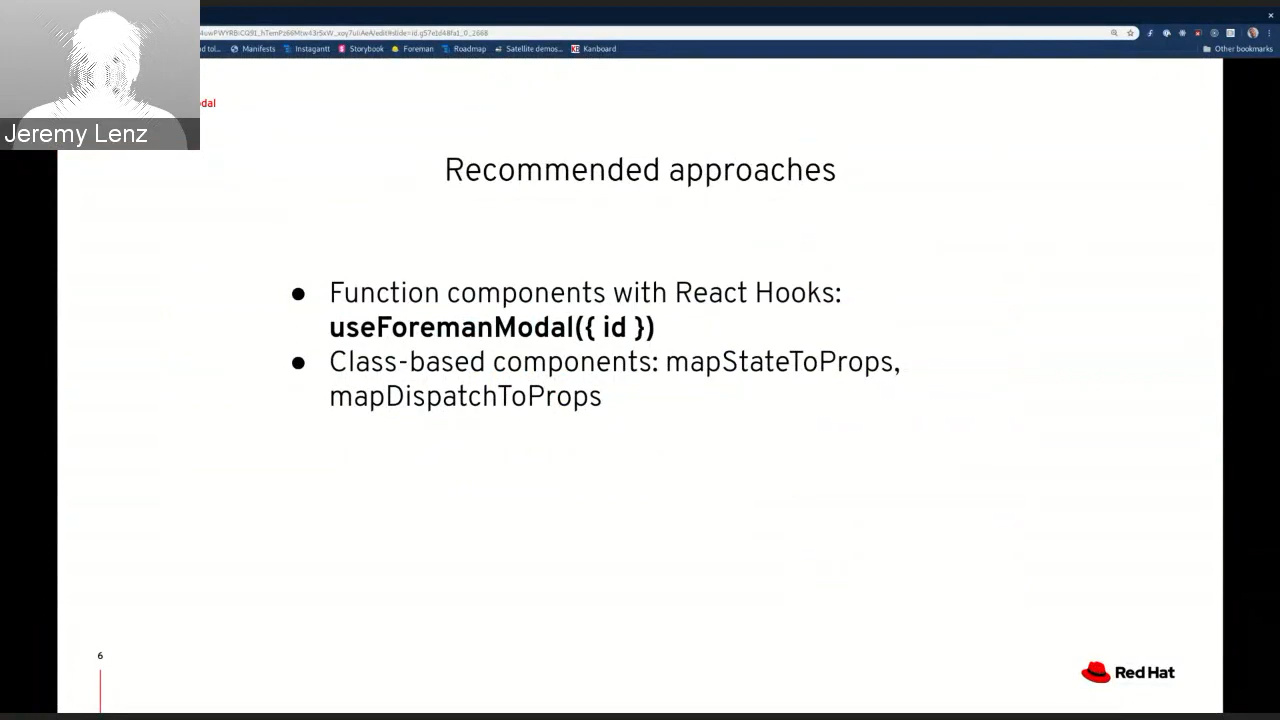 Jeremy Lenz
Manifests
Instagantt
Storybook
Foreman
Roadmap
Satellite demos...
Kanboard
Other bookmarks
odal
Recommended approaches
● Function components with React Hooks:
useForemanModal({ id })
● Class-based components: mapStateToProps,
mapDispatchToProps
6
Red Hat